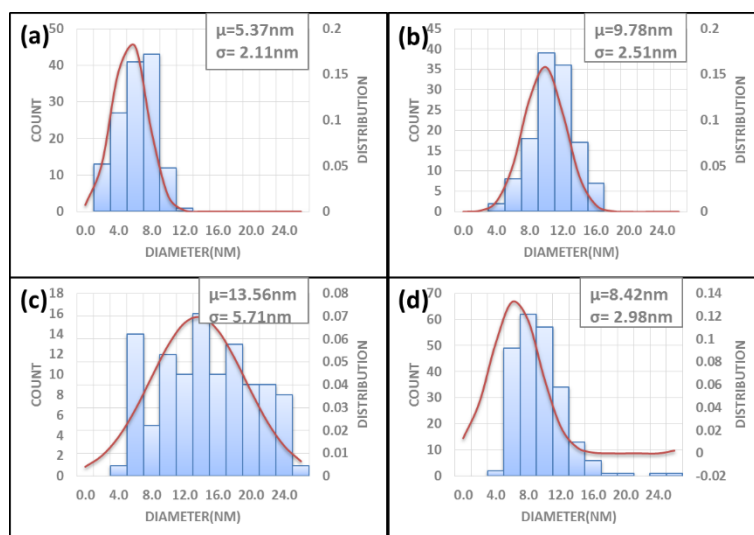 (a)
μ=5.37nm
σ= 2.11nm
50
40
30
20
10
0
COUNT
0.2
0.15
0.1
0.05
0
DISTRIBUTION
0.0 4.0 8.0 12.0 16.0 20.0 24.0
DIAMETER(NM)
(b)
μ=9.78nm
σ= 2.51nm
45
40
35
30
25
20
15
10
5
0
COUNT
0.2
0.15
0.1
0.05
0
DISTRIBUTION
0.0 4.0 8.0 12.0 16.0 20.0 24.0
DIAMETER(NM)
(c)
μ=13.56nm
σ= 5.71nm
18
16
14
12
10
8
6
4
2
0
COUNT
0.08
0.07
0.06
0.05
0.04
0.03
0.02
0.01
0
DISTRIBUTION
0.0 4.0 8.0 12.0 16.0 20.0 24.0
DIAMETER(NM)
(d)
μ=8.42nm
σ= 2.98nm
70
60
50
40
30
20
10
0
COUNT
0.14
0.12
0.1
0.08
0.06
0.04
0.02
0
-0.02
DISTRIBUTION
0.0 4.0 8.0 12.0 16.0 20.0 24.0
DIAMETER(NM)